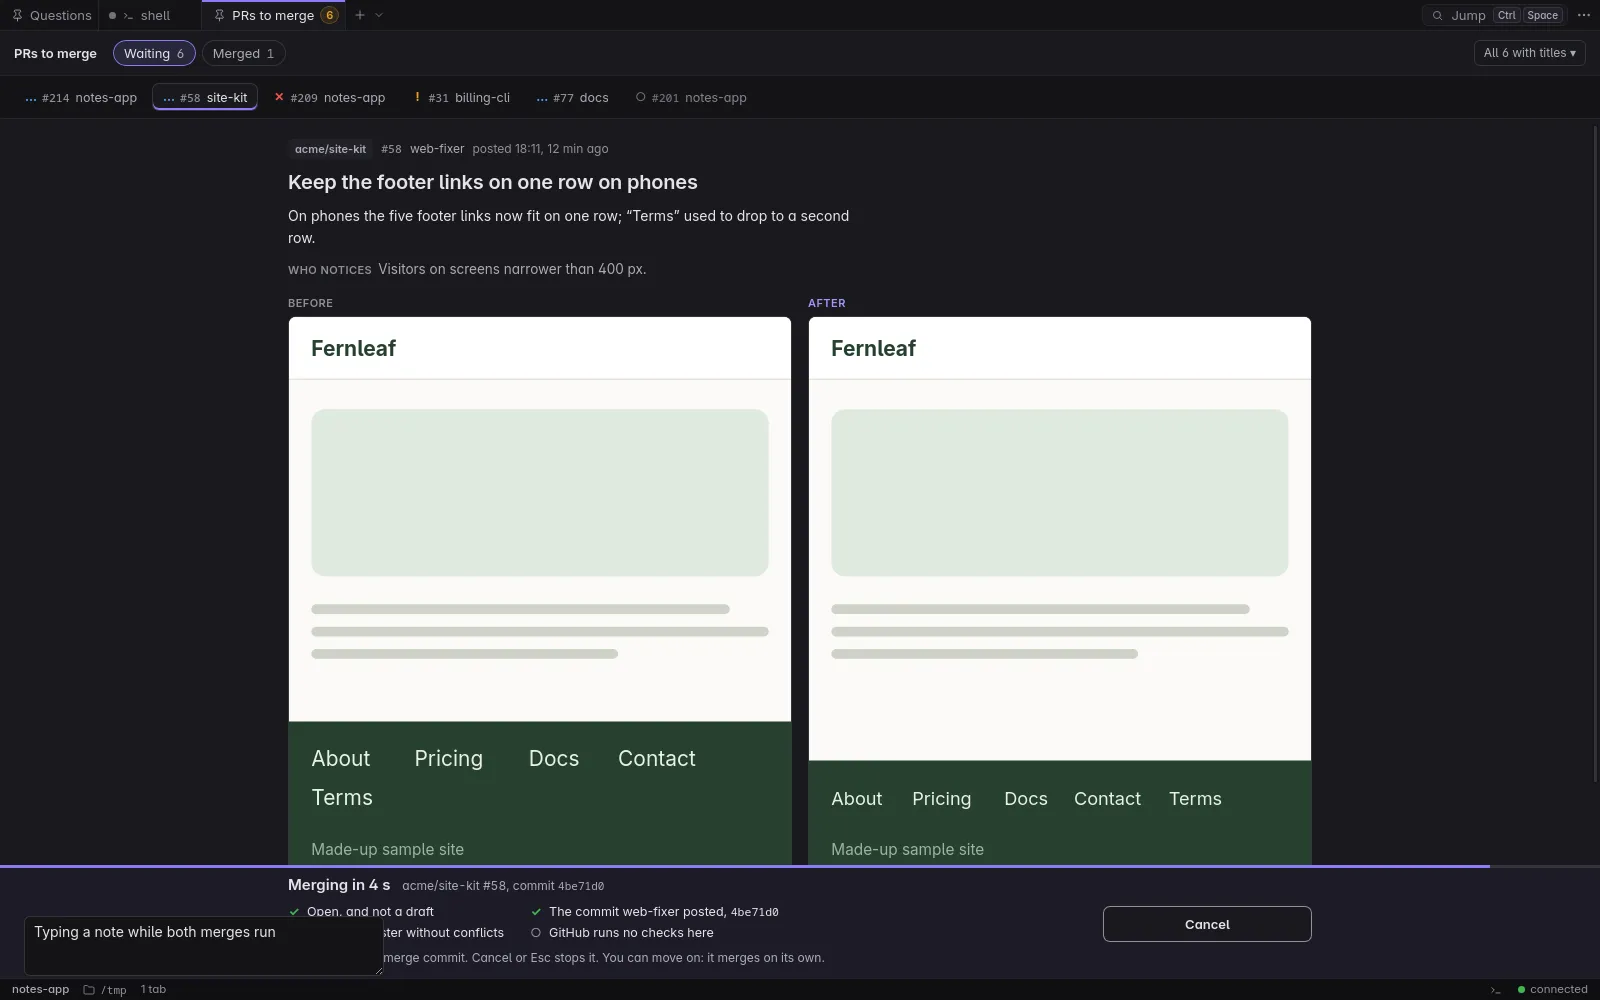 Questions shell PRs to merge 6 Jump Ctrl Space
PRs to merge Waiting 6 Merged 1 All 6 with titles ▾
... #214 notes-app ... #58 site-kit × #209 notes-app ! #31 billing-cli ... #77 docs #201 notes-app
acme/site-kit #58 web-fixer posted 18:11, 12 min ago
Keep the footer links on one row on phones
On phones the five footer links now fit on one row; “Terms” used to drop to a second
row.
WHO NOTICES Visitors on screens narrower than 400 px.
BEFORE AFTER
Fernleaf Fernleaf
About Pricing Docs Contact
Terms
About Pricing Docs Contact Terms
Made-up sample site Made-up sample site
Merging in 4 s acme/site-kit #58, commit 4be71d0
Open, and not a draft The commit web-fixer posted, 4be71d0
Typing a note while both merges run
without conflicts GitHub runs no checks here
Cancel
merge commit. Cancel or Esc stops it. You can move on: it merges on its own.
notes-app /tmp 1 tab connected